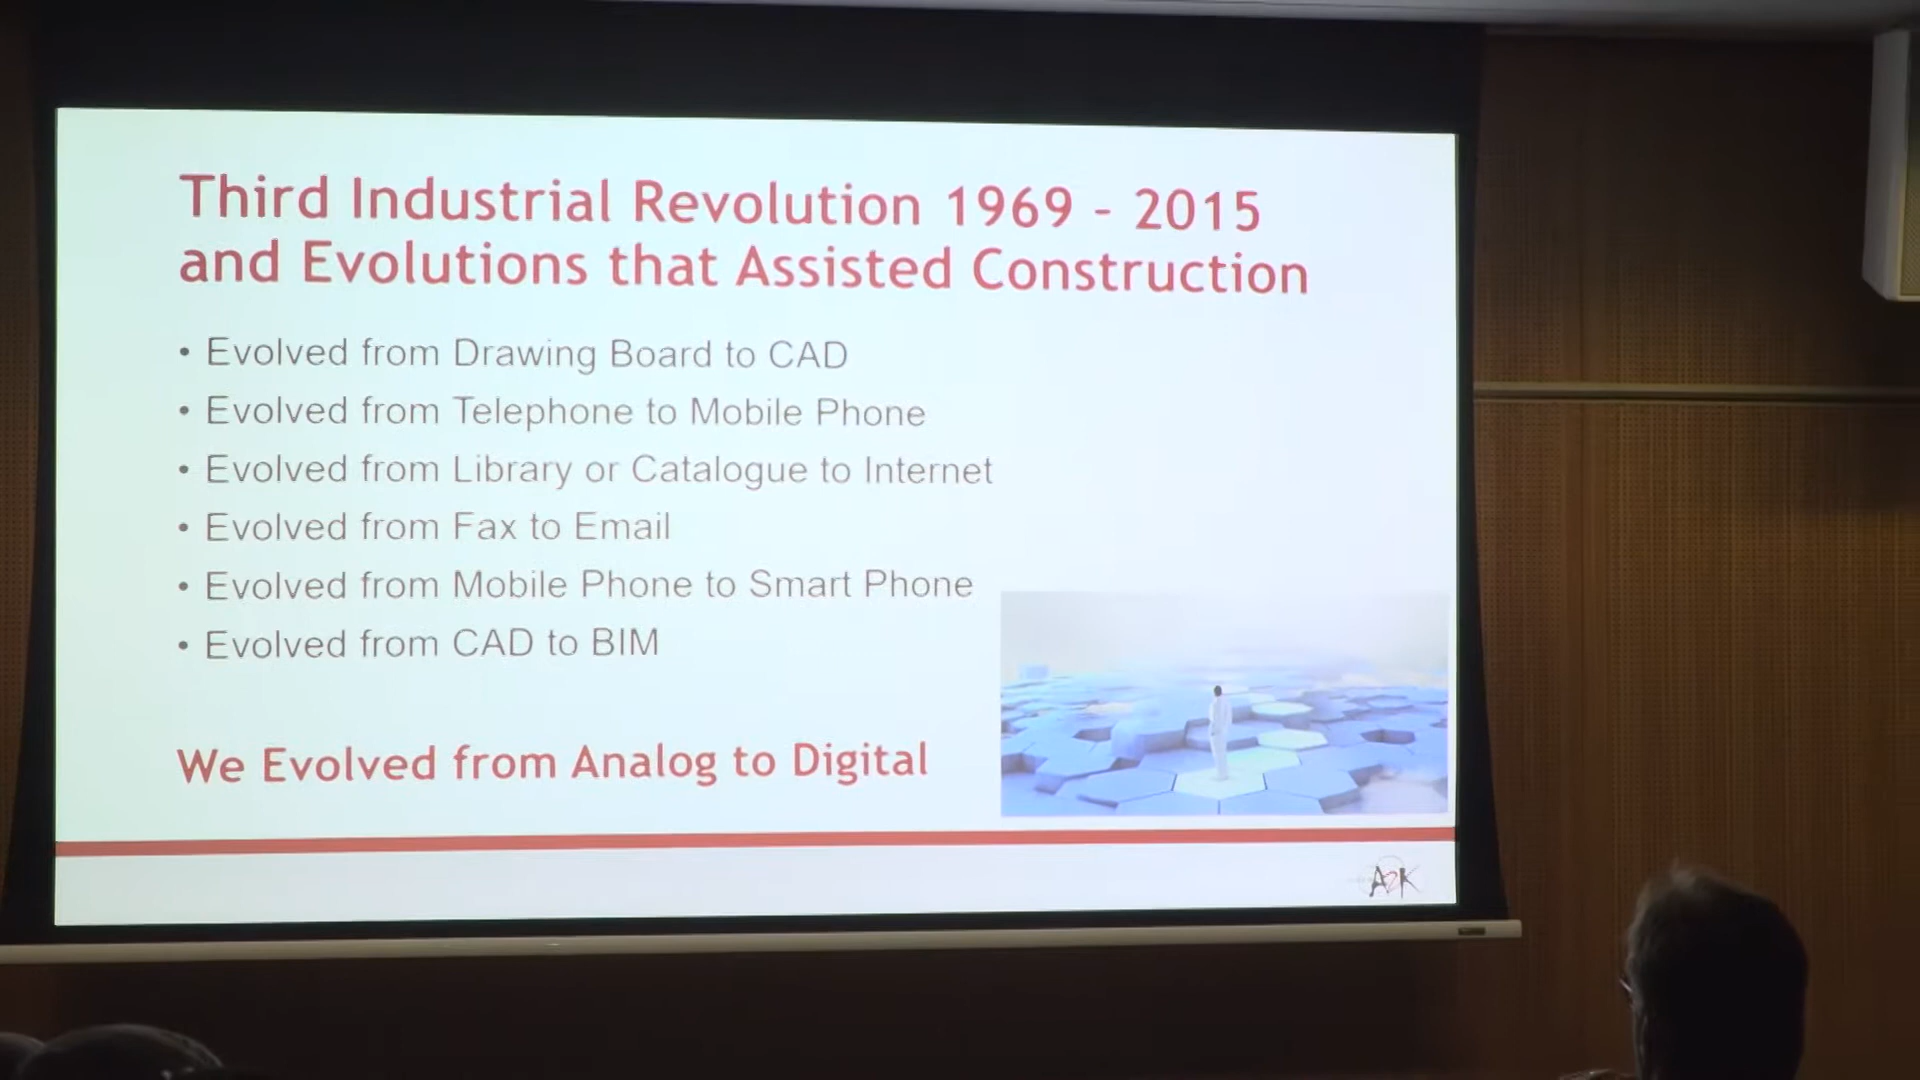 Third Industrial Revolution 1969 - 2015
and Evolutions that Assisted Construction
• Evolved from Drawing Board to CAD
• Evolved from Telephone to Mobile Phone
• Evolved from Library or Catalogue to Internet
• Evolved from Fax to Email
• Evolved from Mobile Phone to Smart Phone
• Evolved from CAD to BIM
We Evolved from Analog to Digital
A2K